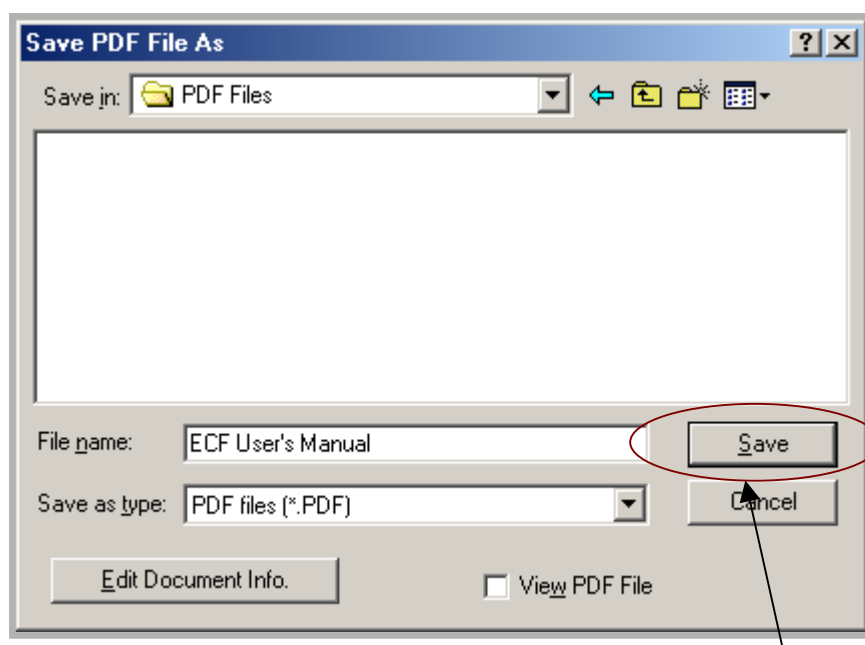 Save PDF File As
Save in: PDF Files
File name: ECF User's Manual Save
Save as type: PDF files (*.PDF) Cancel
Edit Document Info. View PDF File